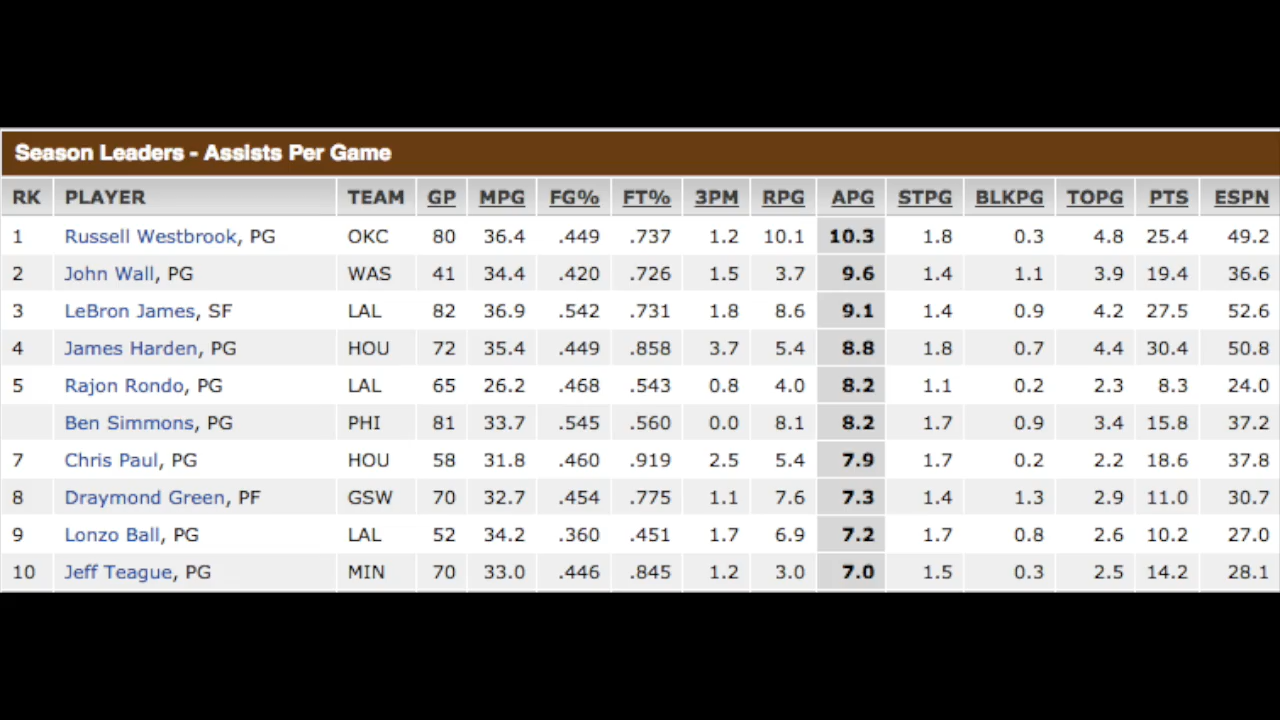 Season Leaders - Assists Per Game
RK PLAYER TEAM GP MPG FG% FT% 3PM RPG APG STPG BLKPG TOPG PTS ESPN
1 Russell Westbrook, PG OKC 80 36.4 .449 .737 1.2 10.1 10.3 1.8 0.3 4.8 25.4 49.2
2 John Wall, PG WAS 41 34.4 .420 .726 1.5 3.7 9.6 1.4 1.1 3.9 19.4 36.6
3 LeBron James, SF LAL 82 36.9 .542 .731 1.8 8.6 9.1 1.4 0.9 4.2 27.5 52.6
4 James Harden, PG HOU 72 35.4 .449 .858 3.7 5.4 8.8 1.8 0.7 4.4 30.4 50.8
5 Rajon Rondo, PG LAL 65 26.2 .468 .543 0.8 4.0 8.2 1.1 0.2 2.3 8.3 24.0
Ben Simmons, PG PHI 81 33.7 .545 .560 0.0 8.1 8.2 1.7 0.9 3.4 15.8 37.2
7 Chris Paul, PG HOU 58 31.8 .460 .919 2.5 5.4 7.9 1.7 0.2 2.2 18.6 37.8
8 Draymond Green, PF GSW 70 32.7 .454 .775 1.1 7.6 7.3 1.4 1.3 2.9 11.0 30.7
9 Lonzo Ball, PG LAL 52 34.2 .360 .451 1.7 6.9 7.2 1.7 0.8 2.6 10.2 27.0
10 Jeff Teague, PG MIN 70 33.0 .446 .845 1.2 3.0 7.0 1.5 0.3 2.5 14.2 28.1